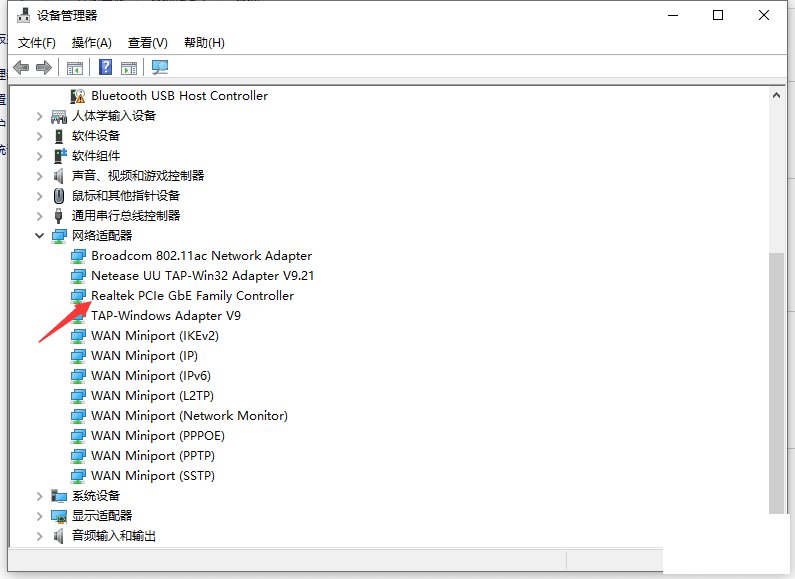 设备管理器
文件(F) 操作(A) 查看(V) 帮助(H)
Bluetooth USB Host Controller
人体学输入设备
软件设备
软件组件
声音、视频和游戏控制器
鼠标和其他指针设备
通用串行总线控制器
网络适配器
Broadcom 802.11ac Network Adapter
Netease UU TAP-Win32 Adapter V9.21
Realtek PCIe GbE Family Controller
TAP-Windows Adapter V9
WAN Miniport (IKEv2)
WAN Miniport (IP)
WAN Miniport (IPv6)
WAN Miniport (L2TP)
WAN Miniport (Network Monitor)
WAN Miniport (PPPOE)
WAN Miniport (PPTP)
WAN Miniport (SSTP)
系统设备
显示适配器
音频输入和输出